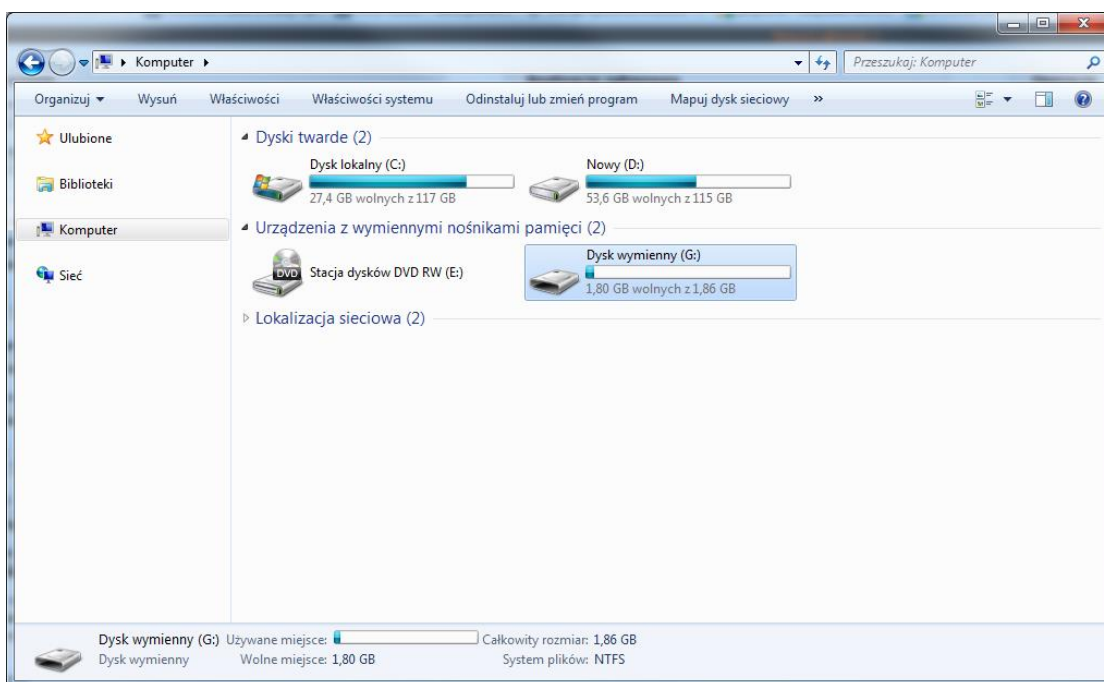 Komputer
Przeszukaj: Komputer
Organizuj Wysuń Właściwości Właściwości systemu Odinstaluj lub zmień program Mapuj dysk sieciowy »
Ulubione
Biblioteki
Komputer
Sieć
Dyski twarde (2)
Dysk lokalny (C:)
27,4 GB wolnych z 117 GB
Nowy (D:)
53,6 GB wolnych z 115 GB
Urządzenia z wymiennymi nośnikami pamięci (2)
DVD
Stacja dysków DVD RW (E:)
Dysk wymienny (G:)
1,80 GB wolnych z 1,86 GB
Lokalizacja sieciowa (2)
Dysk wymienny (G:) Używane miejsce: Całkowity rozmiar: 1,86 GB
Dysk wymienny Wolne miejsce: 1,80 GB System plików: NTFS